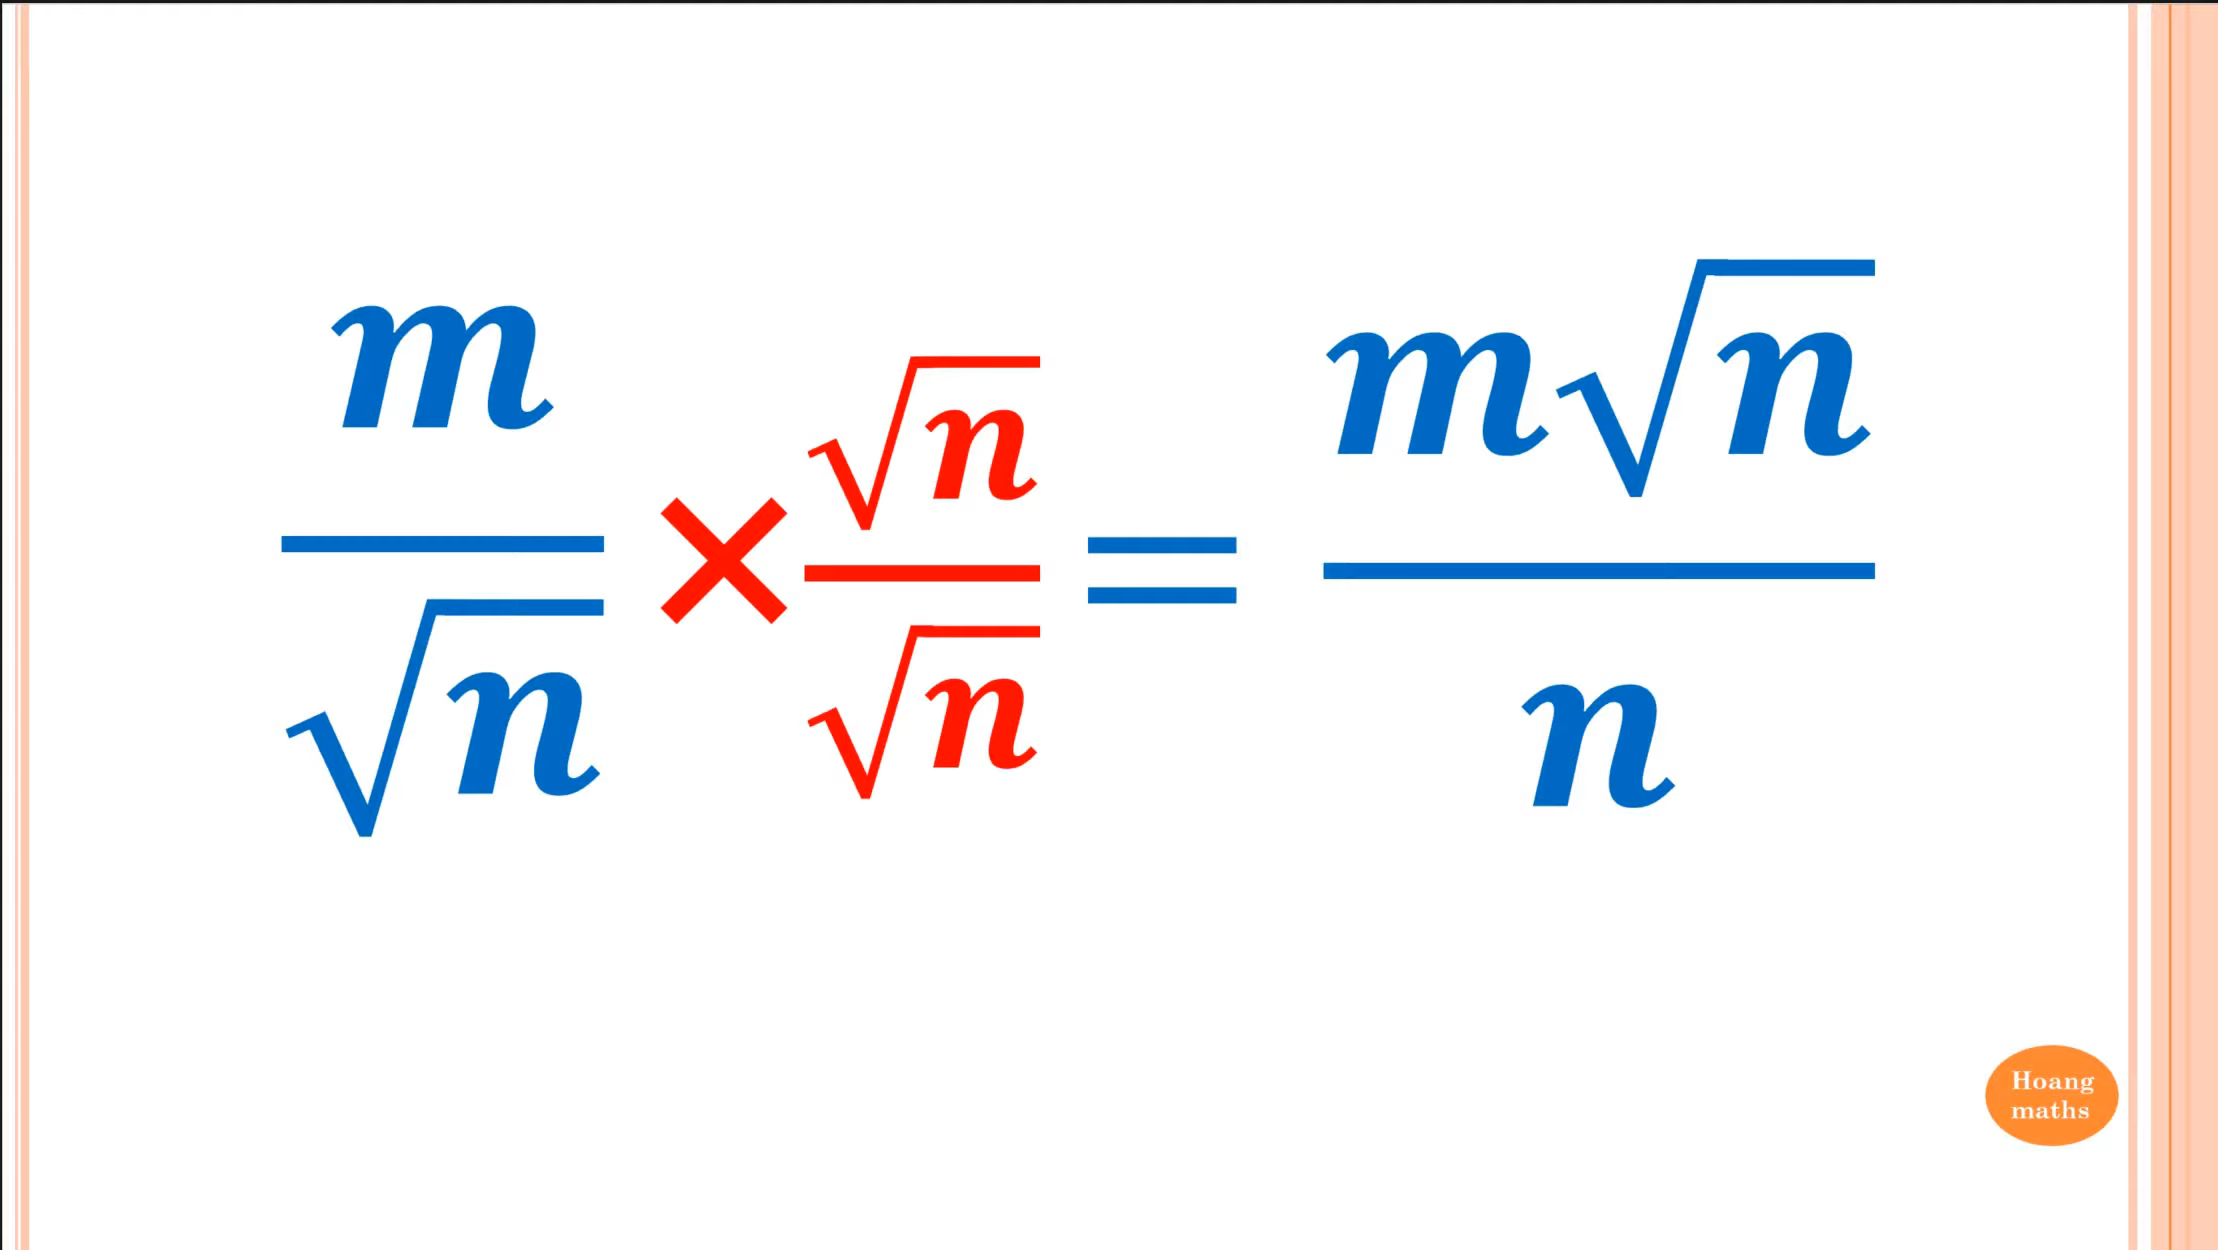 m/√n × √n/√n = m√n/n
Hoang
maths